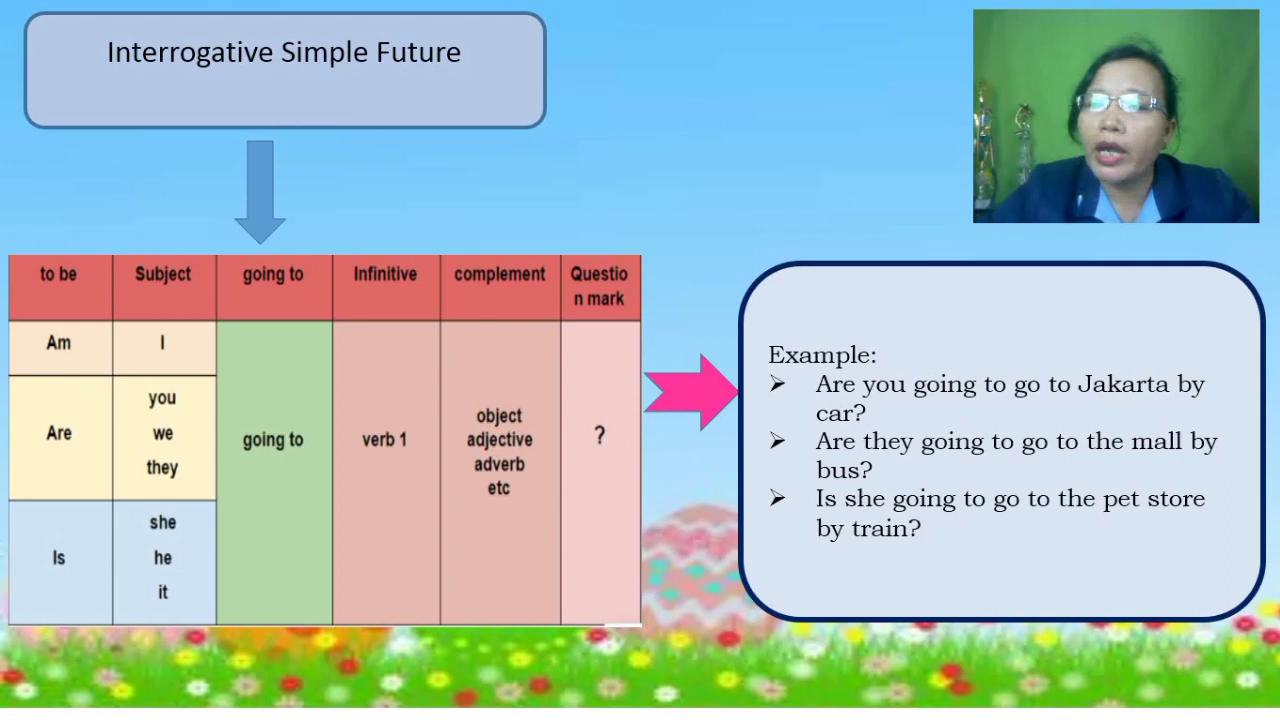 Interrogative Simple Future
to be Subject going to Infinitive complement Questio
n mark
Am I
you
Are we
they
going to verb 1
object
adjective
adverb
etc
?
she
Is he
it
Example:
➢ Are you going to go to Jakarta by
car?
➢ Are they going to go to the mall by
bus?
➢ Is she going to go to the pet store
by train?